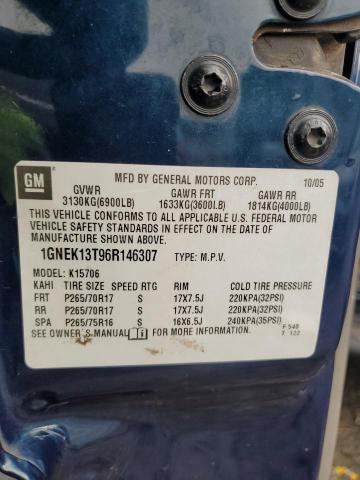 GM
MFD BY GENERAL MOTORS CORP. 10/05
GVWR GAWR FRT GAWR RR
3130KG(6900LB) 1633KG(3600LB) 1814KG(4000LB)
THIS VEHICLE CONFORMS TO ALL APPLICABLE U.S. FEDERAL MOTOR
VEHICLE SAFETY STANDARDS IN EFFECT ON THE DATE OF
MANUFACTURE SHOWN ABOVE.
1GNEK13T96R146307 TYPE: M.P.V.
MODEL: K15706
KAHI TIRE SIZE SPEED RTG RIM COLD TIRE PRESSURE
FRT P265/70R17 S 17X7.5J 220KPA(32PSI)
RR P265/70R17 S 17X7.5J 220KPA(32PSI)
SPA P265/75R16 S 16X6.5J 240KPA(35PSI)
SEE OWNER'S MANUAL FOR MORE INFORMATION.
F 540
T 122